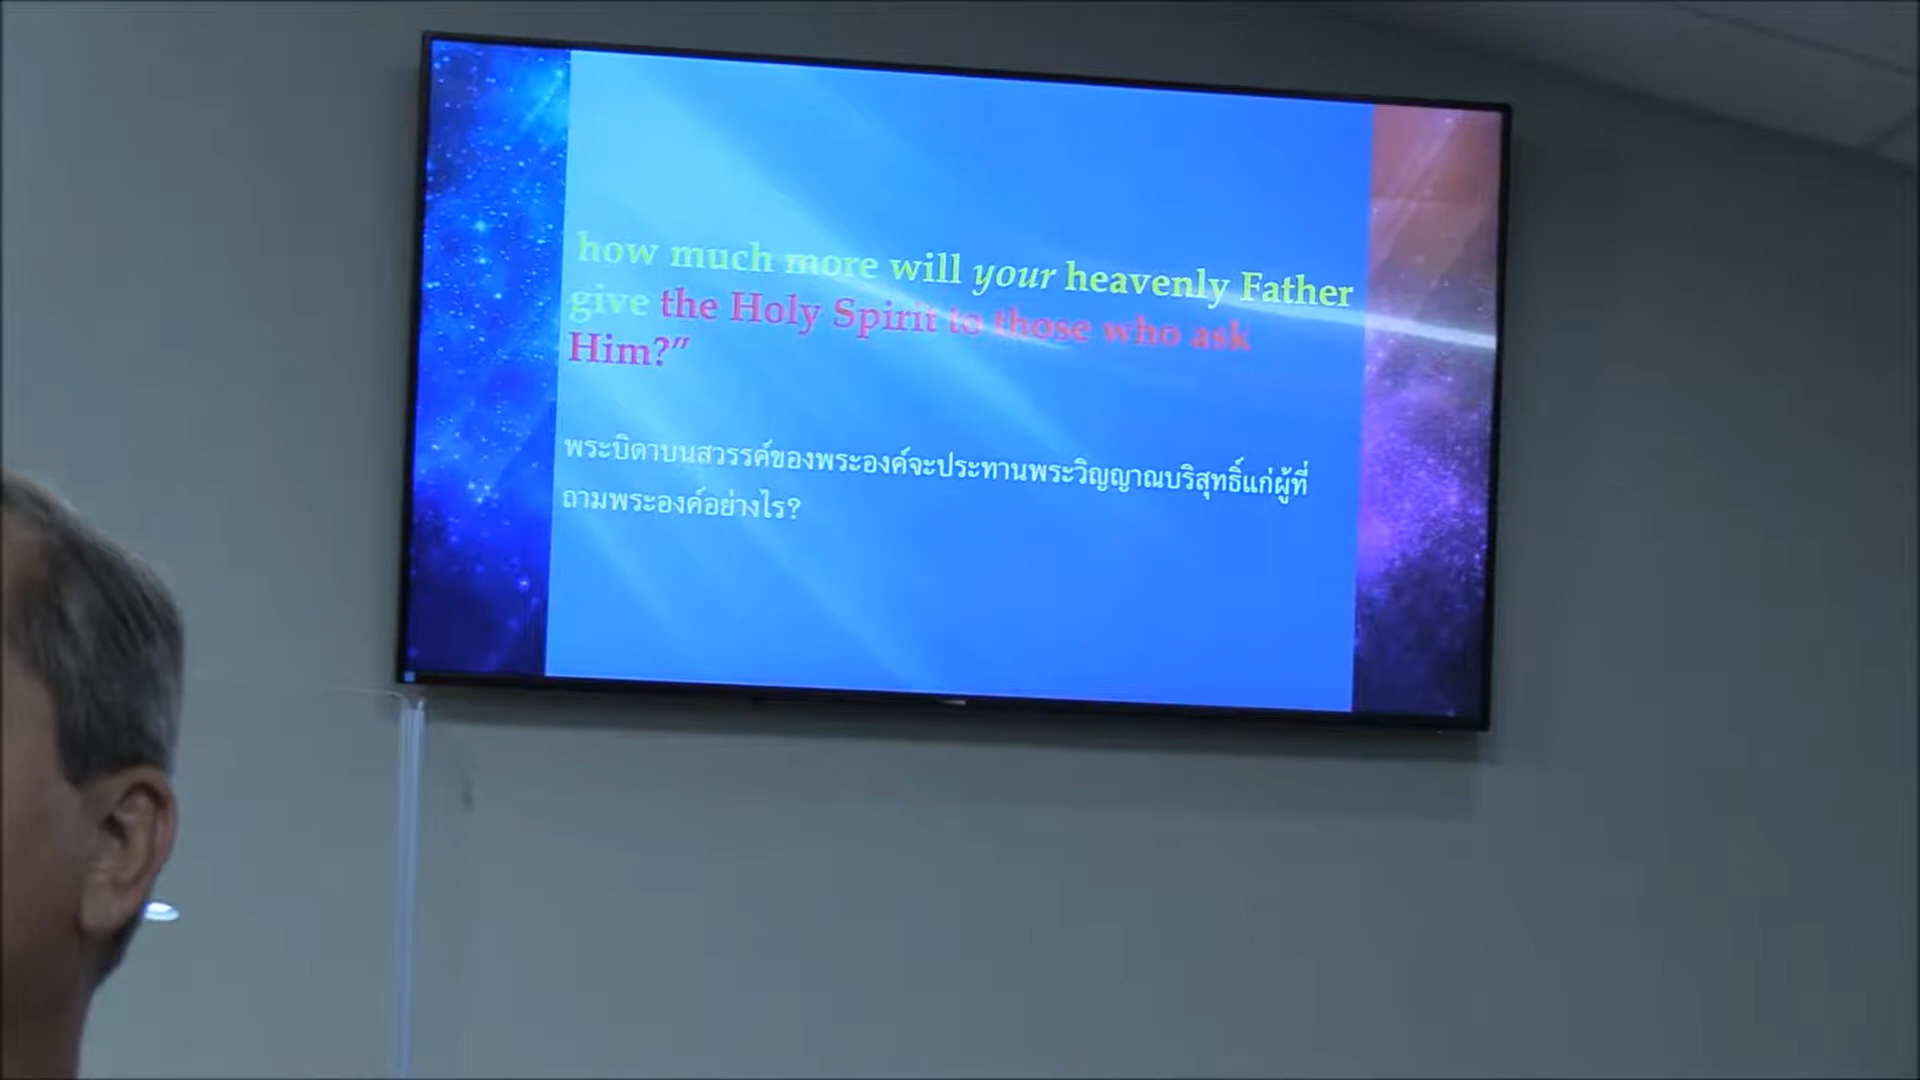 how much more will your heavenly Father
give the Holy Spirit to those who ask
Him?”
พระบิดาบนสวรรค์ของพระองค์จะประทานพระวิญญาณบริสุทธิ์แก่ผู้ที่
ถามพระองค์อย่างไร?